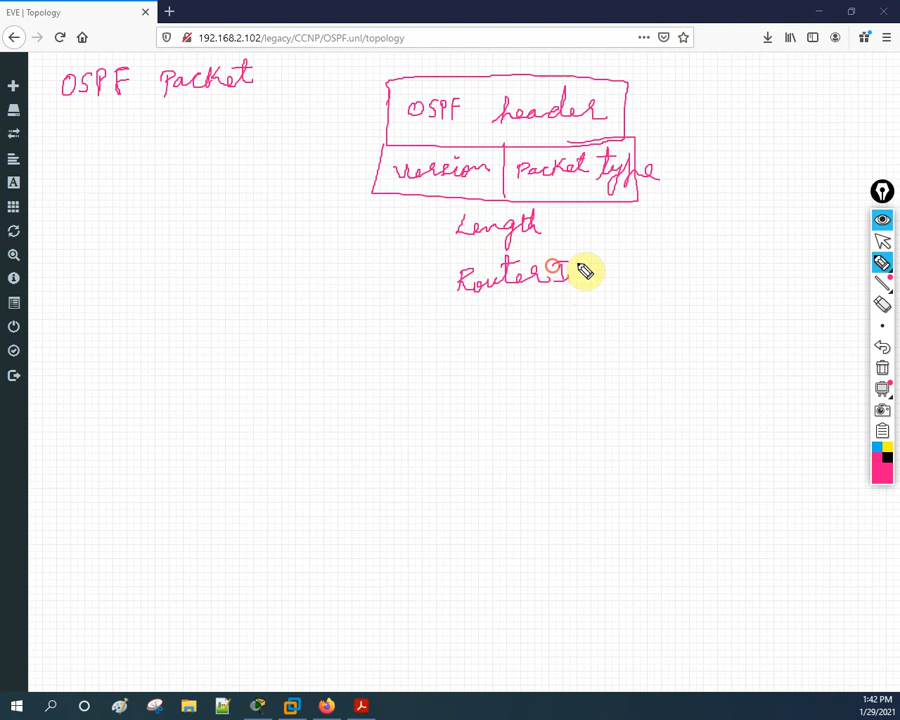 EVE | Topology
192.168.2.102/legacy/CCNP/OSPF.unl/topology
OSPF Packet
OSPF header
Version Packet type
Length
Router I
1:42 PM
1/29/2021